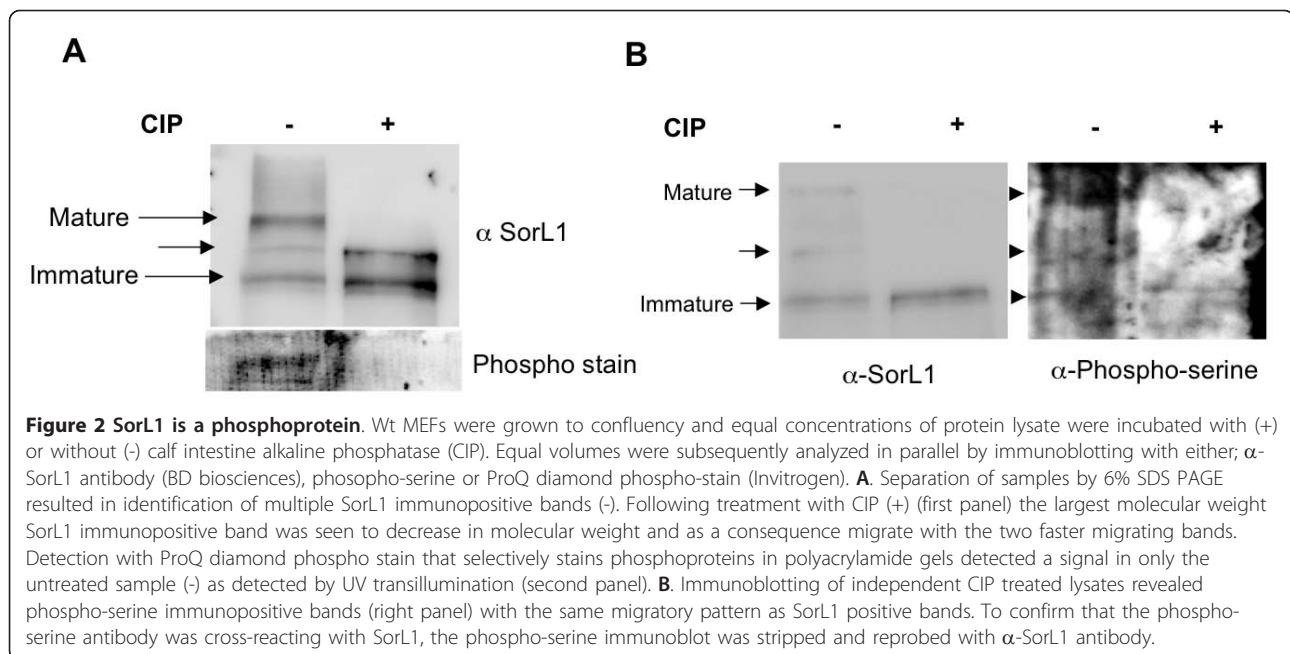 A
B
CIP - +
CIP - + - +
Mature
Immature
α SorL1
Phospho stain
Mature
Immature
α-SorL1
α-Phospho-serine
Figure 2 SorL1 is a phosphoprotein. Wt MEFs were grown to confluency and equal concentrations of protein lysate were incubated with (+)
or without (-) calf intestine alkaline phosphatase (CIP). Equal volumes were subsequently analyzed in parallel by immunoblotting with either; α-
SorL1 antibody (BD biosciences), phosopho-serine or ProQ diamond phospho-stain (Invitrogen). A. Separation of samples by 6% SDS PAGE
resulted in identification of multiple SorL1 immunopositive bands (-). Following treatment with CIP (+) (first panel) the largest molecular weight
SorL1 immunopositive band was seen to decrease in molecular weight and as a consequence migrate with the two faster migrating bands.
Detection with ProQ diamond phospho stain that selectively stains phosphoproteins in polyacrylamide gels detected a signal in only the
untreated sample (-) as detected by UV transillumination (second panel). B. Immunoblotting of independent CIP treated lysates revealed
phospho-serine immunopositive bands (right panel) with the same migratory pattern as SorL1 positive bands. To confirm that the phospho-
serine antibody was cross-reacting with SorL1, the phospho-serine immunoblot was stripped and reprobed with α-SorL1 antibody.